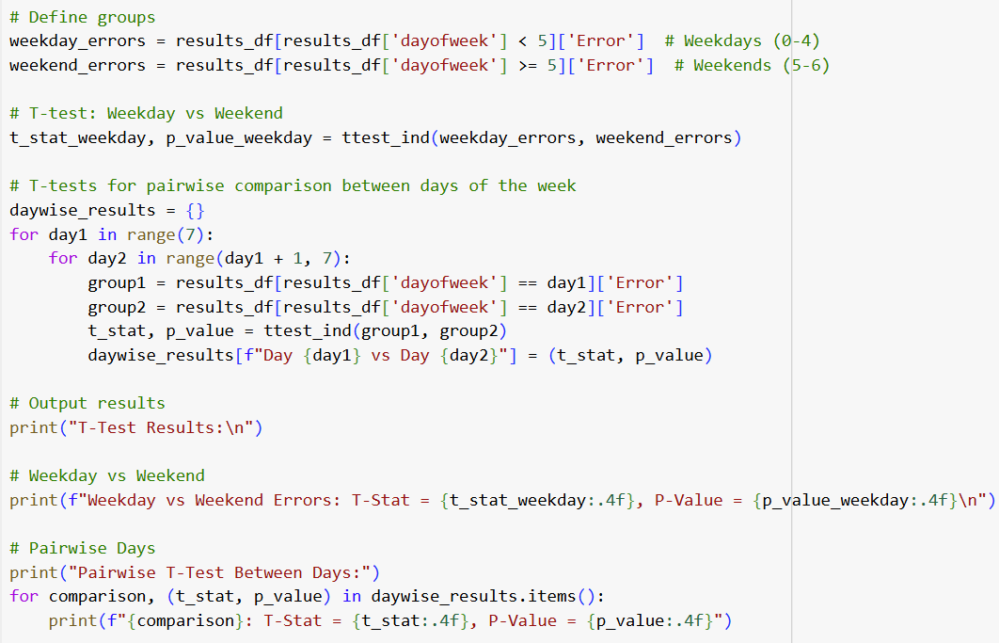 # Define groups
weekday_errors = results_df[results_df['dayofweek'] < 5]['Error']  # Weekdays (0-4)
weekend_errors = results_df[results_df['dayofweek'] >= 5]['Error']  # Weekends (5-6)

# T-test: Weekday vs Weekend
t_stat_weekday, p_value_weekday = ttest_ind(weekday_errors, weekend_errors)

# T-tests for pairwise comparison between days of the week
daywise_results = {}
for day1 in range(7):
    for day2 in range(day1 + 1, 7):
        group1 = results_df[results_df['dayofweek'] == day1]['Error']
        group2 = results_df[results_df['dayofweek'] == day2]['Error']
        t_stat, p_value = ttest_ind(group1, group2)
        daywise_results[f"Day {day1} vs Day {day2}"] = (t_stat, p_value)

# Output results
print("T-Test Results:\n")

# Weekday vs Weekend
print(f"Weekday vs Weekend Errors: T-Stat = {t_stat_weekday:.4f}, P-Value = {p_value_weekday:.4f}\n")

# Pairwise Days
print("Pairwise T-Test Between Days:")
for comparison, (t_stat, p_value) in daywise_results.items():
    print(f"{comparison}: T-Stat = {t_stat:.4f}, P-Value = {p_value:.4f}")